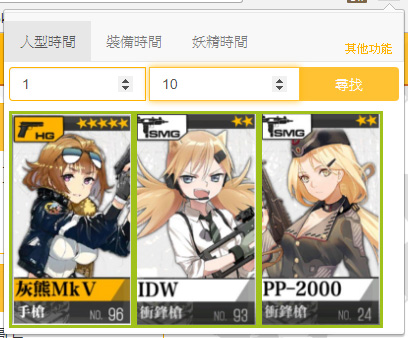 人型時間 裝備時間 妖精時間 其他功能
1 10 尋找
HG ★★★★★ SMG ★★ SMG ★★
灰熊MkV IDW PP-2000
手槍 NO. 96 衝鋒槍 NO. 93 衝鋒槍 NO. 24